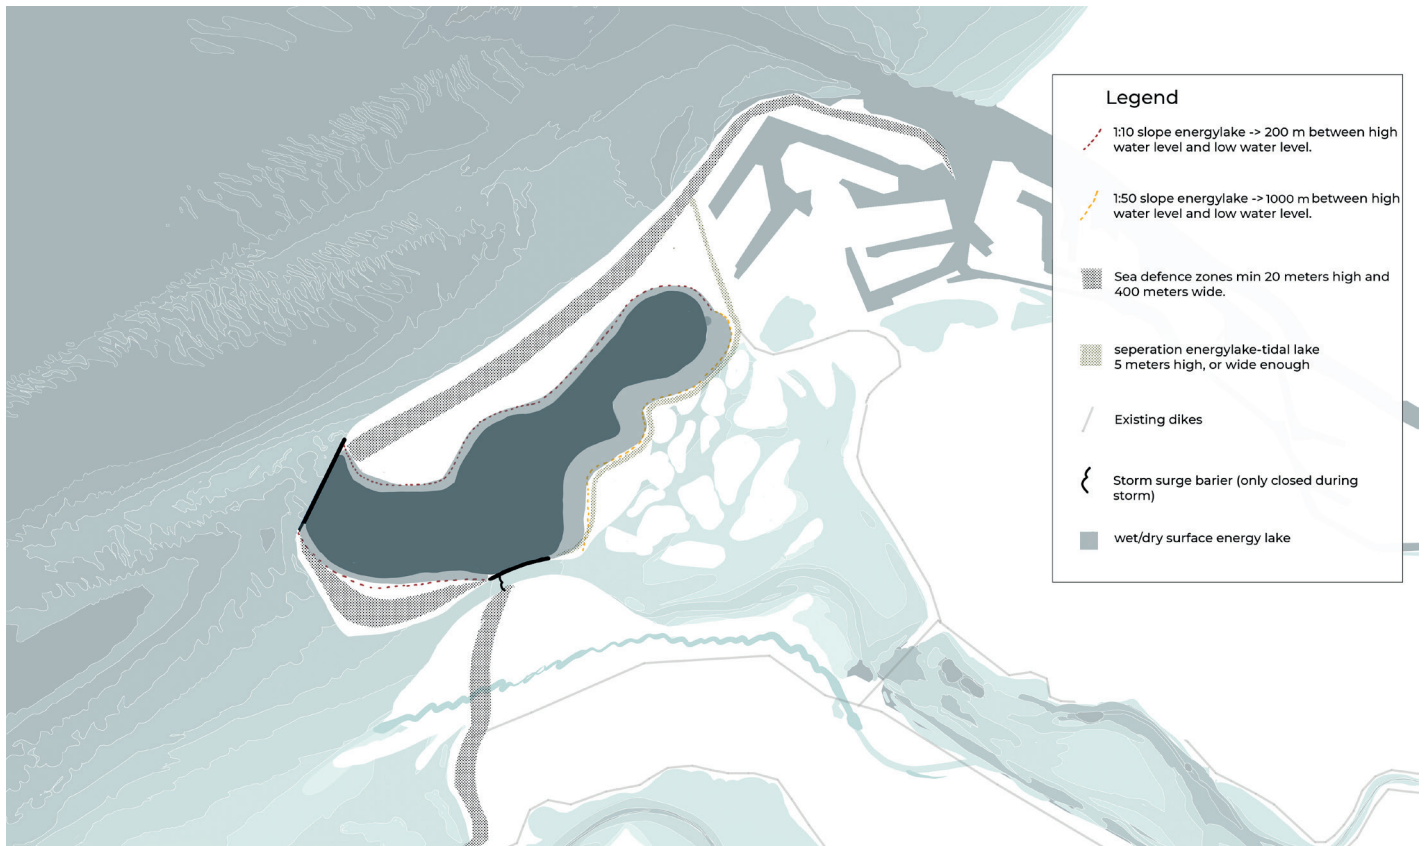 Legend
1:10 slope energylake -> 200 m between high
water level and low water level.
1:50 slope energylake -> 1000 m between high
water level and low water level.
Sea defence zones min 20 meters high and
400 meters wide.
seperation energylake-tidal lake
5 meters high, or wide enough
Existing dikes
Storm surge barier (only closed during
storm)
wet/dry surface energy lake